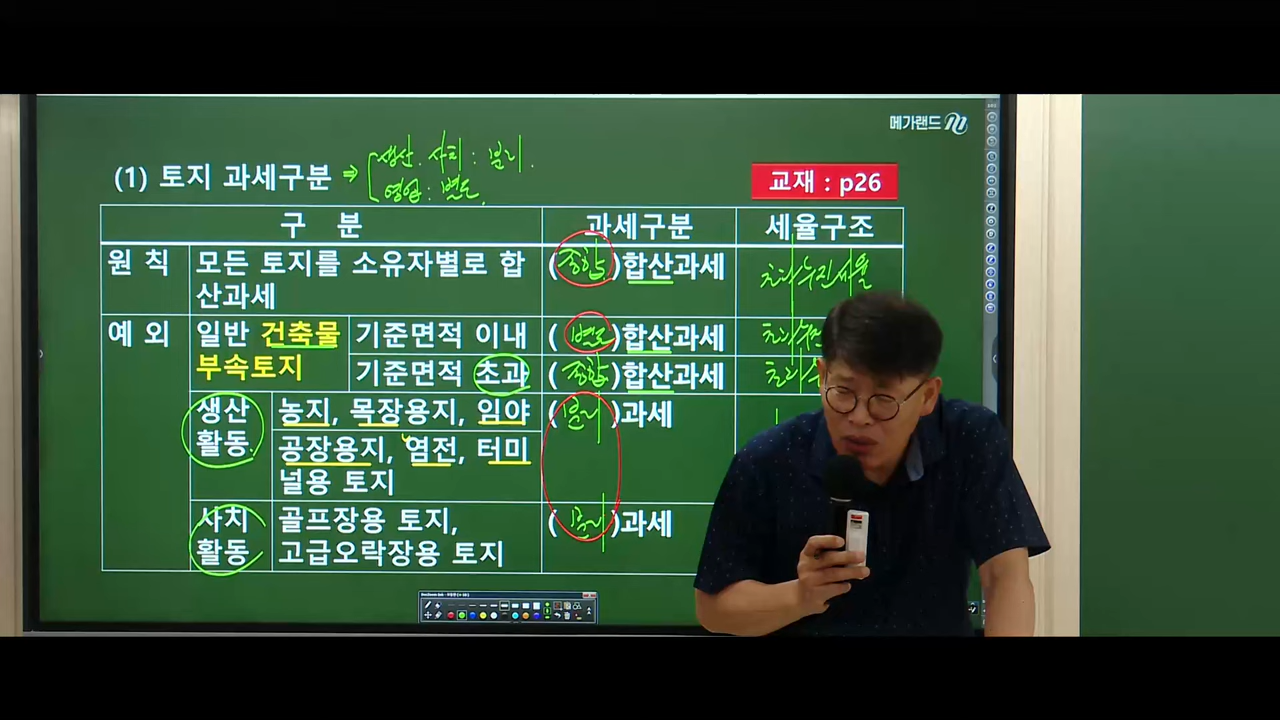 메가랜드
(1) 토지 과세구분 ⇒ 생산. 사치 : 분리.
영업 : 별도.
교재 : p26
구 분 과세구분 세율구조
원 칙 모든 토지를 소유자별로 합 (종합)합산과세 초과누진세율
산과세
예 외 일반 건축물 기준면적 이내 (별도)합산과세 초과누진
부속토지 기준면적 초과 (종합)합산과세 초과
생산 농지, 목장용지, 임야 (분리)과세
활동 공장용지, 염전, 터미
널용 토지
사치 골프장용 토지, (분리)과세
활동 고급오락장용 토지